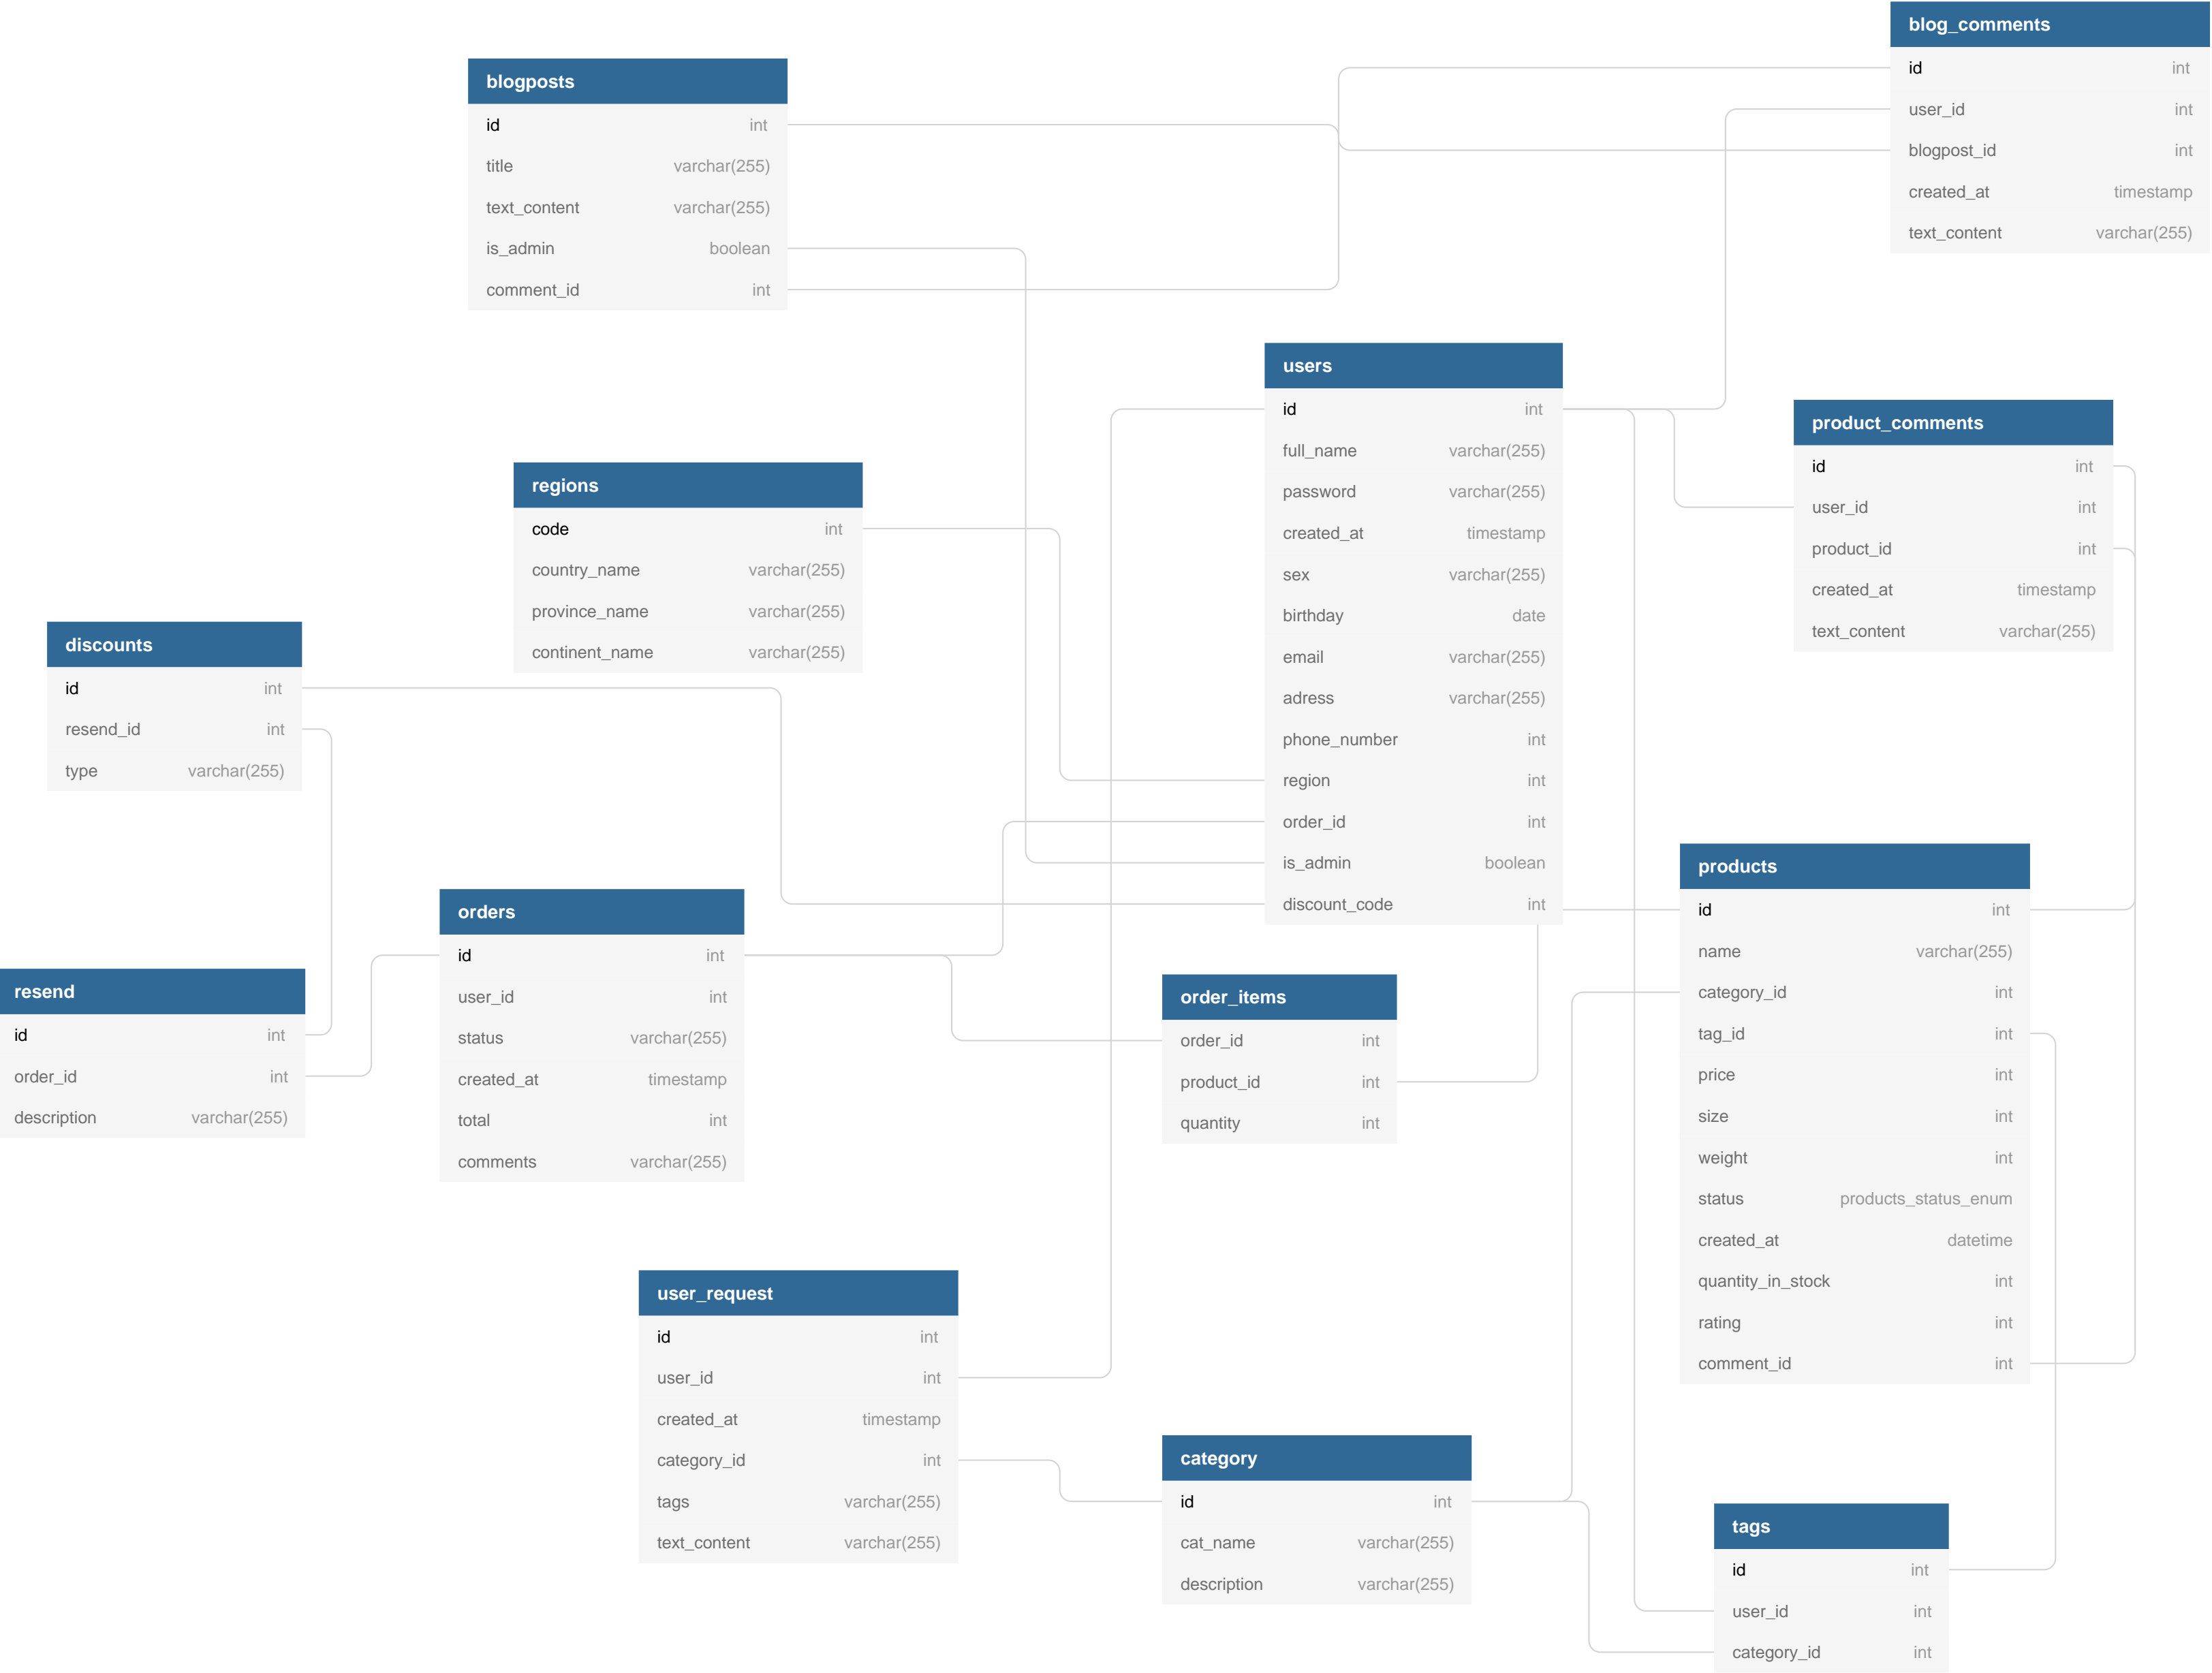 blog_comments
id int
user_id int
blogpost_id int
created_at timestamp
text_content varchar(255)
blogposts
id int
title varchar(255)
text_content varchar(255)
is_admin boolean
comment_id int
users
id int
full_name varchar(255)
password varchar(255)
created_at timestamp
sex varchar(255)
birthday date
email varchar(255)
adress varchar(255)
phone_number int
region int
order_id int
is_admin boolean
discount_code int
product_comments
id int
user_id int
product_id int
created_at timestamp
text_content varchar(255)
regions
code int
country_name varchar(255)
province_name varchar(255)
continent_name varchar(255)
discounts
id int
resend_id int
type varchar(255)
products
id int
name varchar(255)
category_id int
tag_id int
price int
size int
weight int
status products_status_enum
created_at datetime
quantity_in_stock int
rating int
comment_id int
orders
id int
user_id int
status varchar(255)
created_at timestamp
total int
comments varchar(255)
resend
id int
order_id int
description varchar(255)
order_items
order_id int
product_id int
quantity int
user_request
id int
user_id int
created_at timestamp
category_id int
tags varchar(255)
text_content varchar(255)
category
id int
cat_name varchar(255)
description varchar(255)
tags
id int
user_id int
category_id int